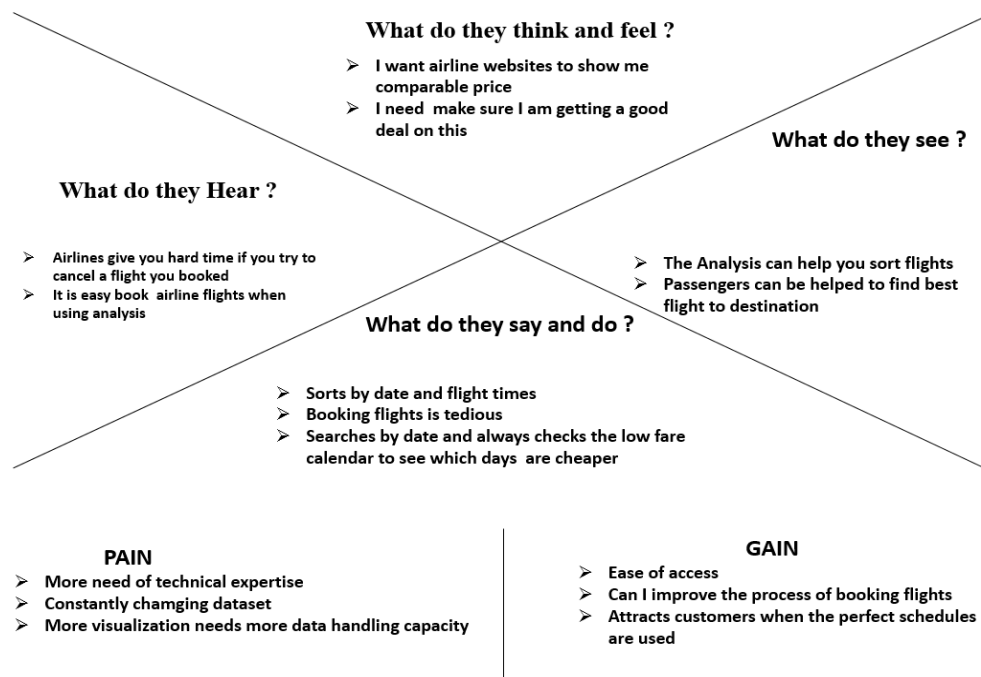 What do they think and feel ?
➢ I want airline websites to show me
comparable price
➢ I need make sure I am getting a good
deal on this
What do they see ?
➢ The Analysis can help you sort flights
➢ Passengers can be helped to find best
flight to destination
What do they Hear ?
➢ Airlines give you hard time if you try to
cancel a flight you booked
➢ It is easy book airline flights when
using analysis
What do they say and do ?
➢ Sorts by date and flight times
➢ Booking flights is tedious
➢ Searches by date and always checks the low fare
calendar to see which days are cheaper
PAIN
➢ More need of technical expertise
➢ Constantly chamging dataset
➢ More visualization needs more data handling capacity
GAIN
➢ Ease of access
➢ Can I improve the process of booking flights
➢ Attracts customers when the perfect schedules
are used